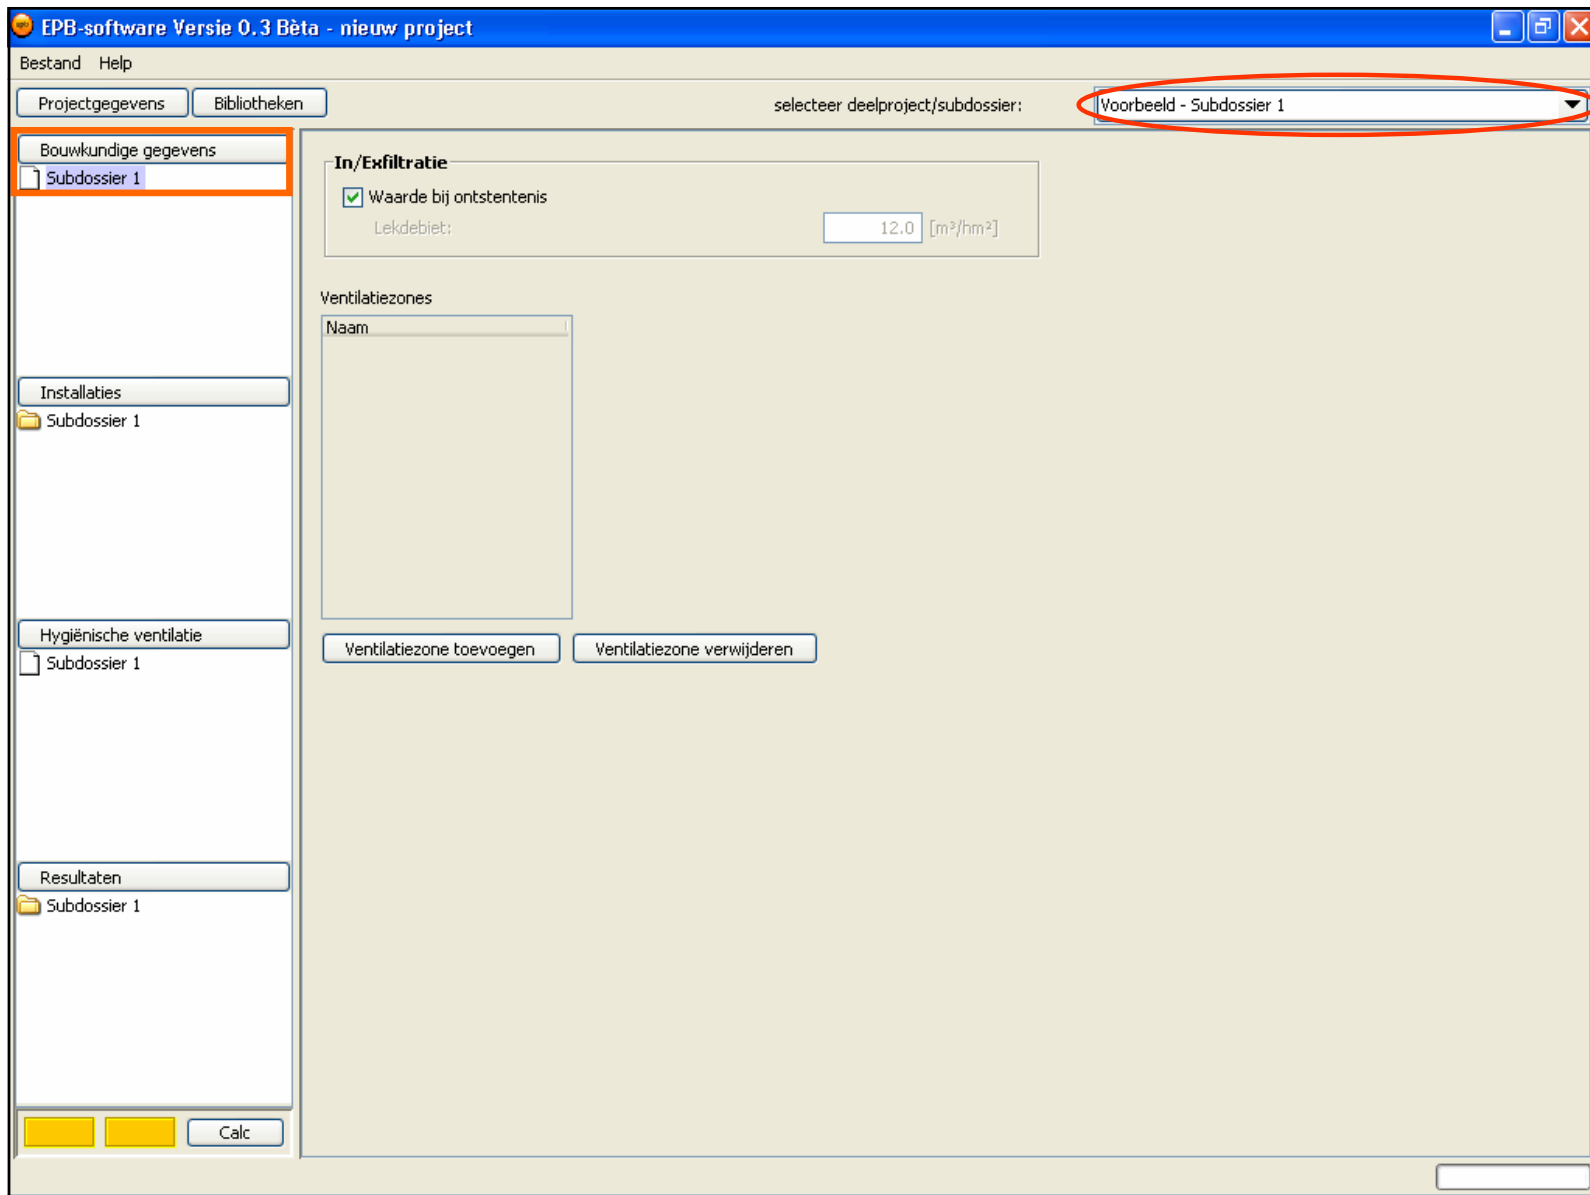 EPB-software Versie 0.3 Bèta - nieuw project
Bestand Help
Projectgegevens Bibliotheken selecteer deelproject/subdossier: Voorbeeld - Subdossier 1
Bouwkundige gegevens
Subdossier 1
In/Exfiltratie
Waarde bij ontstentenis
Lekdebiet: 12.0 [m³/hm²]
Ventilatiezones
Naam
Installaties
Subdossier 1
Hygiënische ventilatie
Subdossier 1
Ventilatiezone toevoegen Ventilatiezone verwijderen
Resultaten
Subdossier 1
Calc